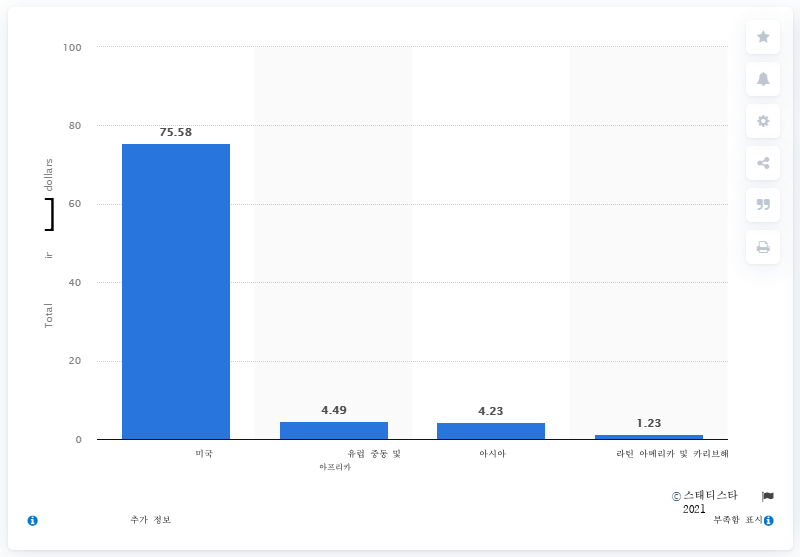 100
80
60
40
20
0
Total ir ] dollars
75.58
4.49
4.23
1.23
미국
유럽 중동 및
아프리카
아시아
라틴 아메리카 및 카리브해
© 스태티스타
2021
추가 정보
부족함 표시